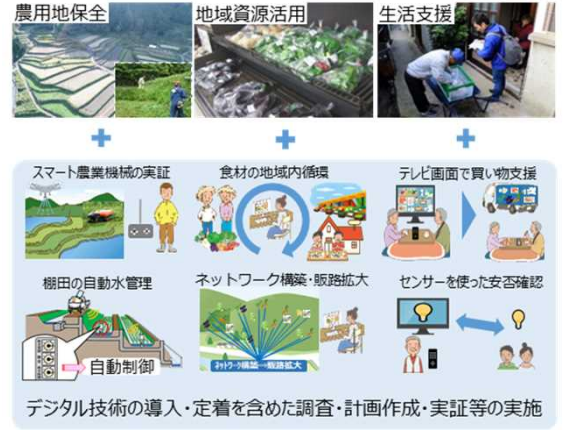 農用地保全
地域資源活用
生活支援
スマート農業機械の実証
食材の地域内循環
テレビ画面で買い物支援
棚田の自動水管理
ネットワーク構築・販路拡大
センサーを使った安否確認
自動制御
ネットワーク構築→販路拡大
デジタル技術の導入・定着を含めた調査・計画作成・実証等の実施